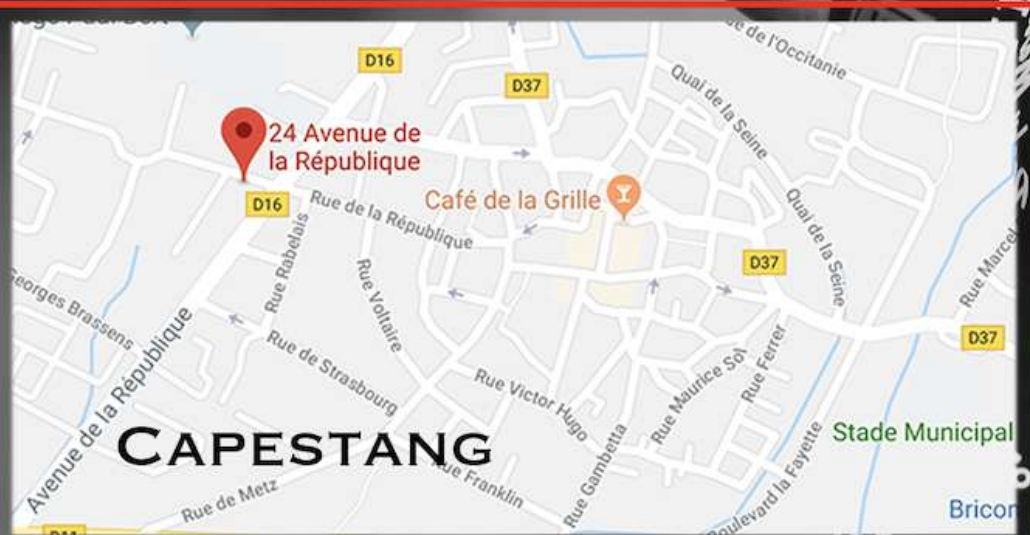 D16
D37
Rue de l'Occitanie
Quai de la Seine
24 Avenue de
la République
Café de la Grille
D16
Rue de la République
Quai de la Seine
D37
Rue Rabelais
Rue Voltaire
Georges Brassens
Rue Marcel
D37
Rue de Strasbourg
Avenue de la République
Rue Victor Hugo
Rue Maurice Sol
Rue Ferrer
Stade Municipal
CAPESTANG
Rue Franklin
Rue de Metz
Rue Gambetta
Boulevard la Fayette
Bricor
D11